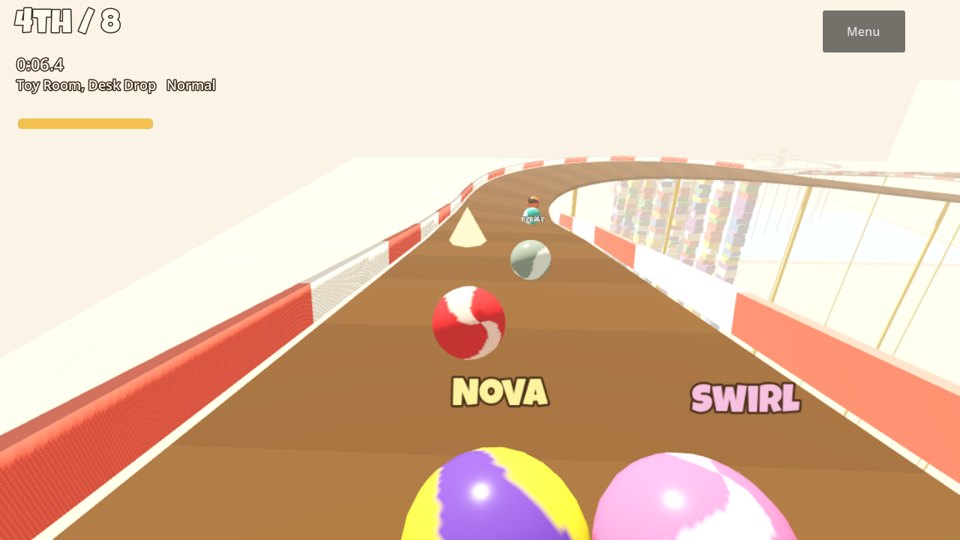 4TH / 8
Menu
0:06.4
Toy Room, Desk Drop Normal
NOVA
SWIRL